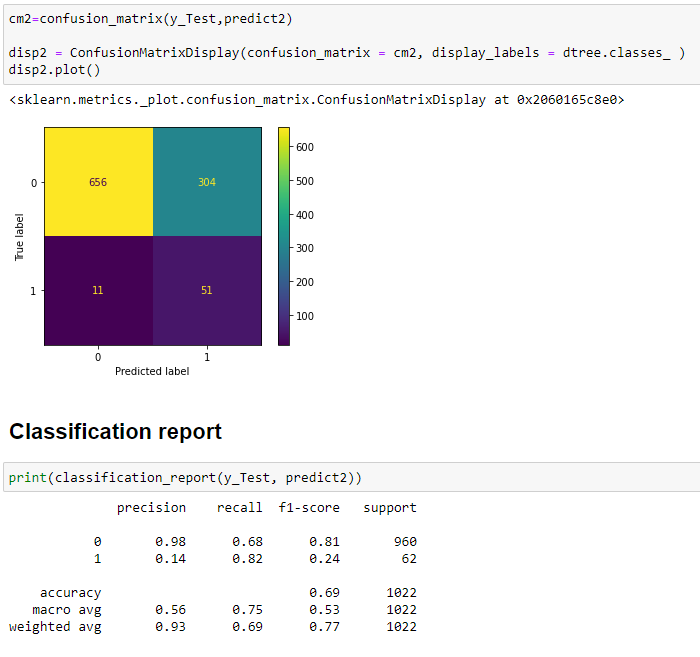 cm2=confusion_matrix(y_Test,predict2)
disp2 = ConfusionMatrixDisplay(confusion_matrix = cm2, display_labels = dtree.classes_ )
disp2.plot()
<sklearn.metrics._plot.confusion_matrix.ConfusionMatrixDisplay at 0x2060165c8e0>
600
0 656 304
500
400
True label
300
200
1 11 51
100
0 1
Predicted label
Classification report
print(classification_report(y_Test, predict2))
precision recall f1-score support
0 0.98 0.68 0.81 960
1 0.14 0.82 0.24 62
accuracy 0.69 1022
macro avg 0.56 0.75 0.53 1022
weighted avg 0.93 0.69 0.77 1022